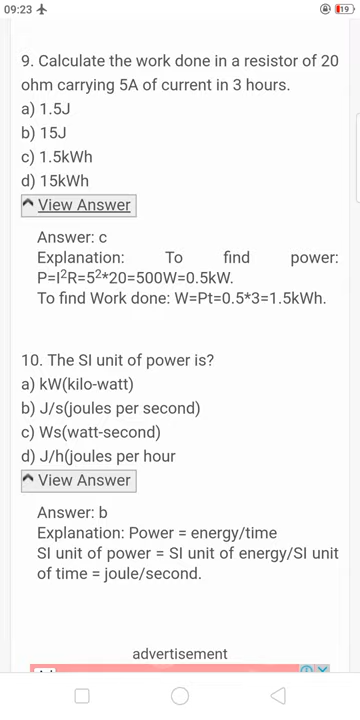 09:23
19
9. Calculate the work done in a resistor of 20
ohm carrying 5A of current in 3 hours.
a) 1.5J
b) 15J
c) 1.5kWh
d) 15kWh
View Answer
Answer: c
Explanation: To find power:
P=I²R=5²*20=500W=0.5kW.
To find Work done: W=Pt=0.5*3=1.5kWh.
10. The SI unit of power is?
a) kW(kilo-watt)
b) J/s(joules per second)
c) Ws(watt-second)
d) J/h(joules per hour
View Answer
Answer: b
Explanation: Power = energy/time
SI unit of power = SI unit of energy/SI unit
of time = joule/second.
advertisement